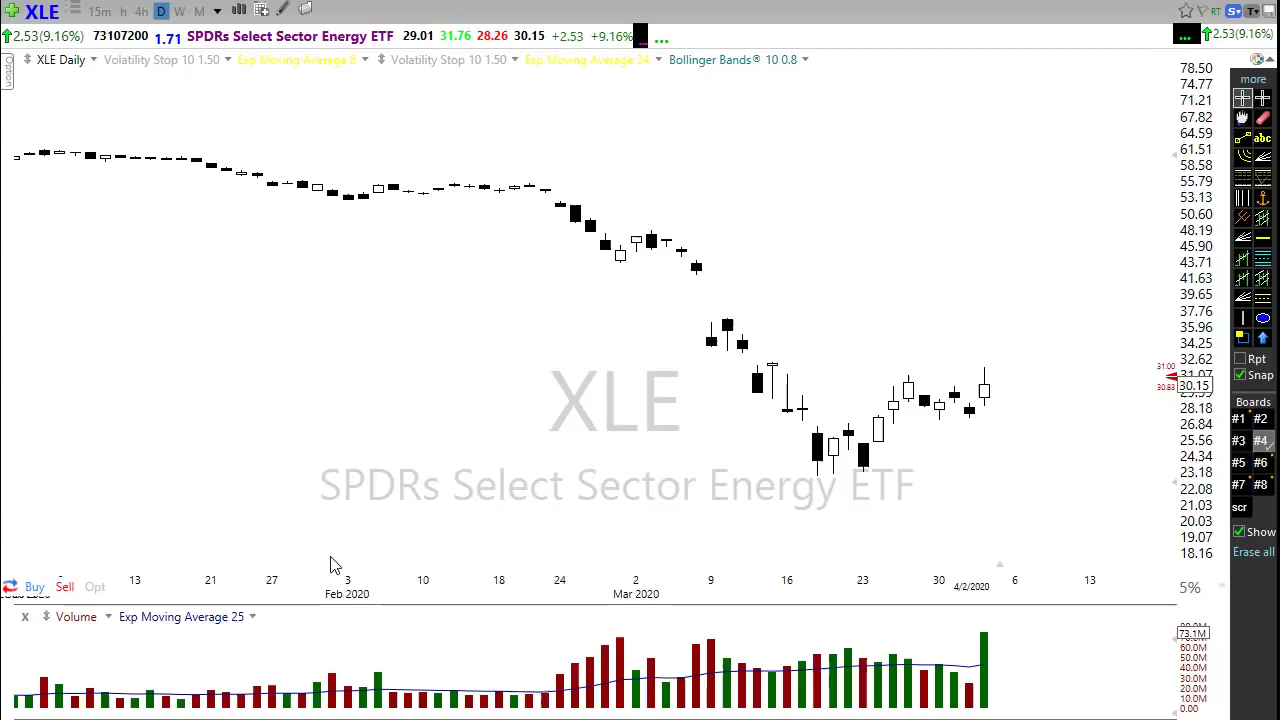 XLE 15m h 4h D W M RT S T
2.53(9.16%) 73107200 1.71 SPDRs Select Sector Energy ETF 29.01 31.76 28.26 30.15 +2.53 +9.16% ... ... 2.53(9.16%)
Option
XLE Daily Volatility Stop 10 1.50 Exp Moving Average 8 Volatility Stop 10 1.50 Exp Moving Average 34 Bollinger Bands® 10 0.8
78.50
74.77
71.21
67.82
64.59
61.51
58.58
55.79
53.13
50.60
48.19
45.90
43.71
41.63
39.65
37.76
35.96
34.25
32.62
31.00
31.07
30.83
30.15
28.18
26.84
25.56
24.34
23.18
22.08
21.03
20.03
19.07
18.16
more
abc
Rpt
Snap
Boards
#1 #2
#3 #4
#5 #6
#7 #8
scr
Show
Erase all
XLE
SPDRs Select Sector Energy ETF
13 21 27 3 10 18 24 2 9 16 23 30 6 13
Buy Sell Opt
Feb 2020 Mar 2020 4/2/2020
5%
x Volume Exp Moving Average 25
73.1M
60.0M
50.0M
40.0M
30.0M
20.0M
10.0M
0.00